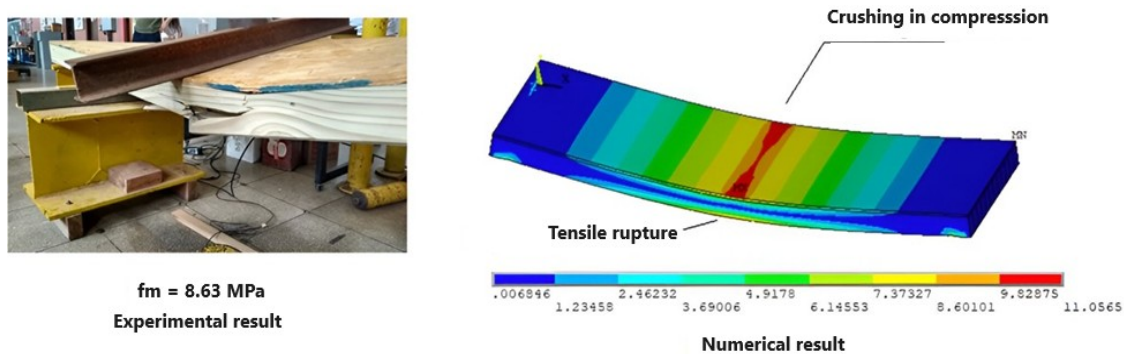 Crushing in compresssion
MN
Tensile rupture
.006846 2.46232 4.9178 7.37327 9.82875
1.23458 3.69006 6.14553 8.60101 11.0565
fm = 8.63 MPa
Experimental result
Numerical result